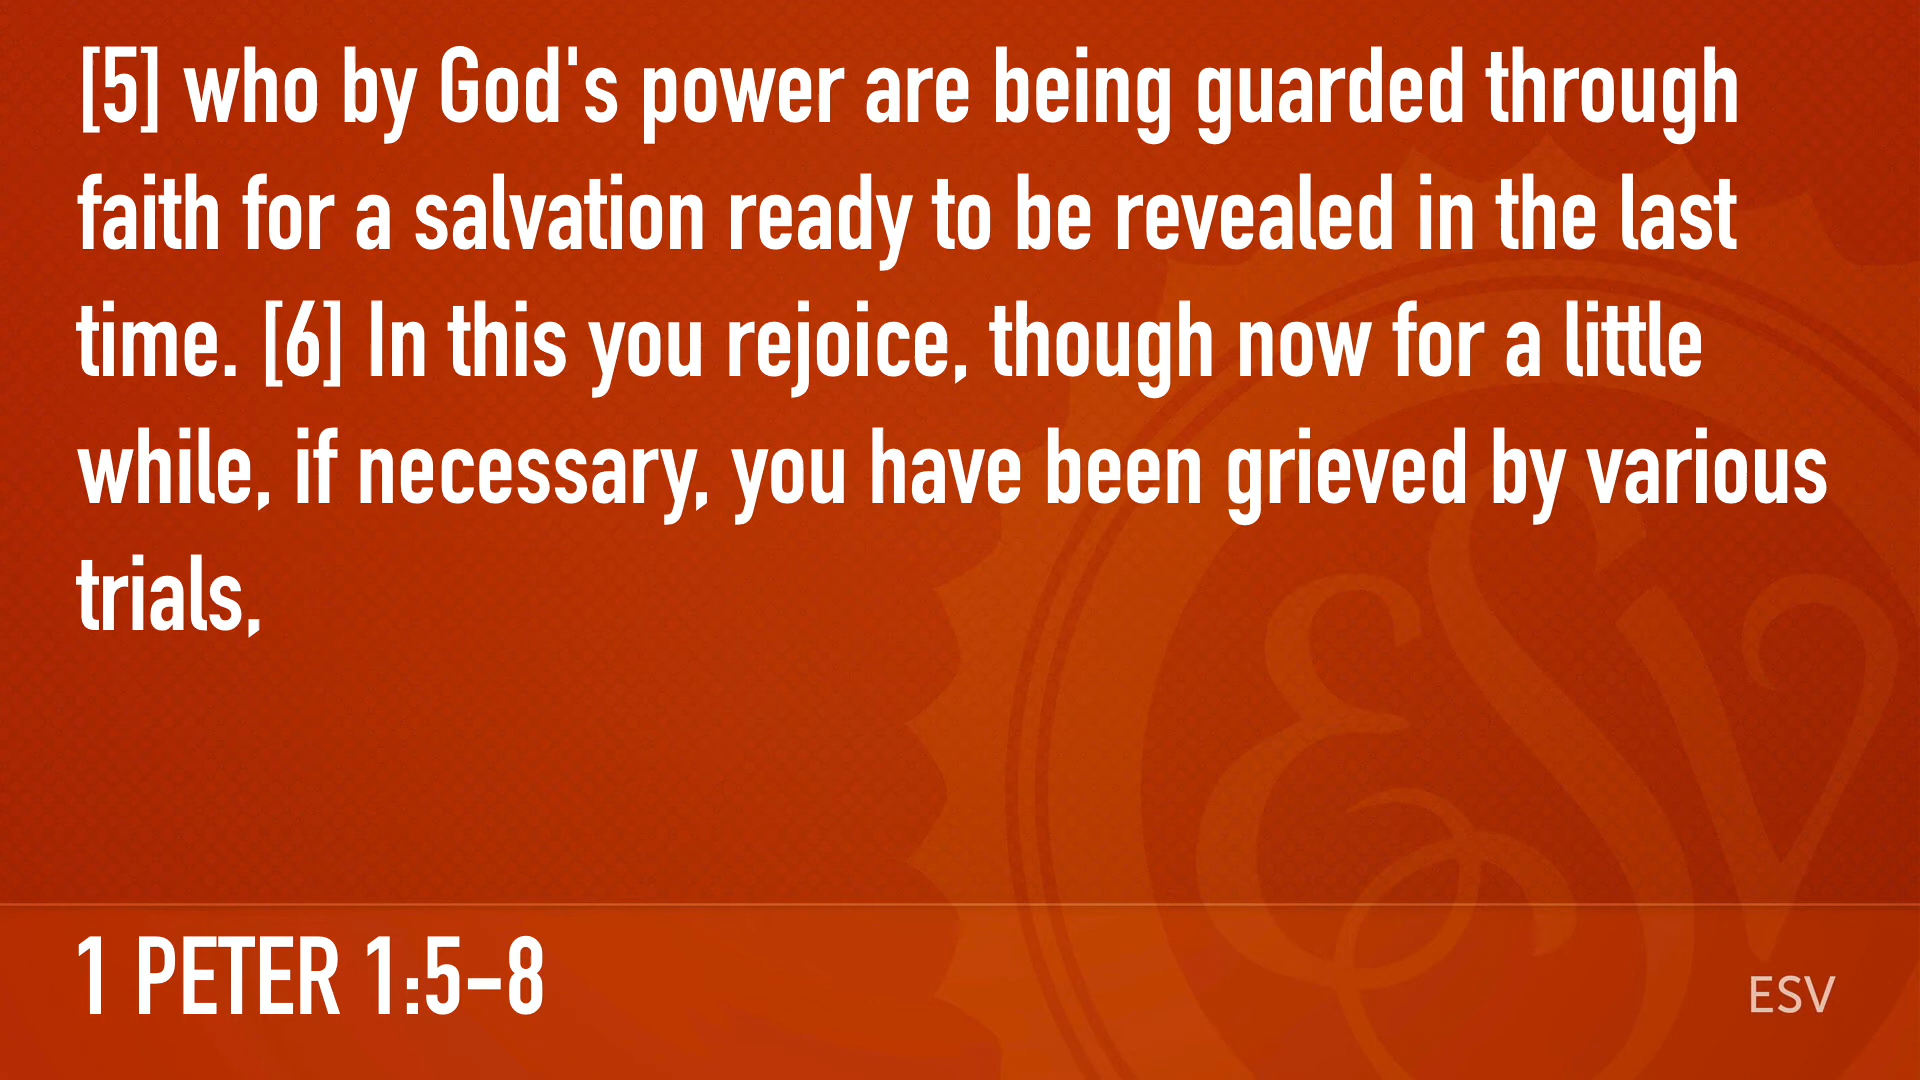 [5] who by God's power are being guarded through
faith for a salvation ready to be revealed in the last
time. [6] In this you rejoice, though now for a little
while, if necessary, you have been grieved by various
trials,
ESV
1 PETER 1:5–8
ESV